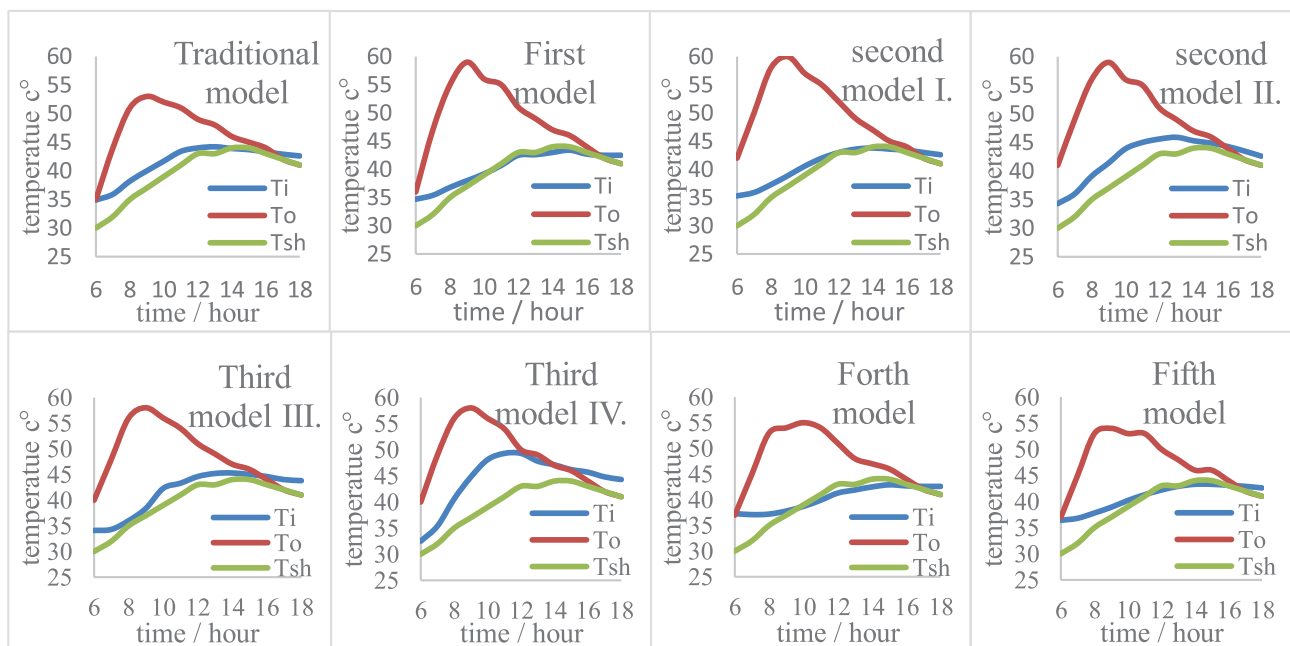 Traditional
model
60
55
50
45
40
35
30
25
temperatue c°
Ti
To
Tsh
6 8 10 12 14 16 18
time / hour
First
model
60
55
50
45
40
35
30
25
temperatue c°
Ti
To
Tsh
6 8 10 12 14 16 18
time / hour
second
model I.
60
55
50
45
40
35
30
25
temperatue c°
Ti
To
Tsh
6 8 10 12 14 16 18
time / hour
second
model II.
60
55
50
45
40
35
30
25
temperatue c°
Ti
To
Tsh
6 8 10 12 14 16 18
time / hour
Third
model III.
60
55
50
45
40
35
30
25
temperatue c°
Ti
To
Tsh
6 8 10 12 14 16 18
time / hour
Third
model IV.
60
55
50
45
40
35
30
25
temperatue c°
Ti
To
Tsh
6 8 10 12 14 16 18
time / hour
Forth
model
60
55
50
45
40
35
30
25
temperatue c°
Ti
To
Tsh
6 8 10 12 14 16 18
time / hour
Fifth
model
60
55
50
45
40
35
30
25
temperatue c°
Ti
To
Tsh
6 8 10 12 14 16 18
time / hour